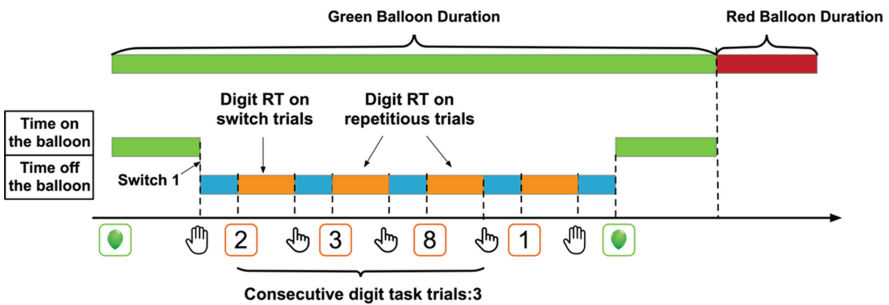 Green Balloon Duration
Red Balloon Duration
Digit RT on
switch trials
Digit RT on
repetitious trials
Time on
the balloon
Time off
the balloon
Switch 1
2 3 8 1
Consecutive digit task trials:3